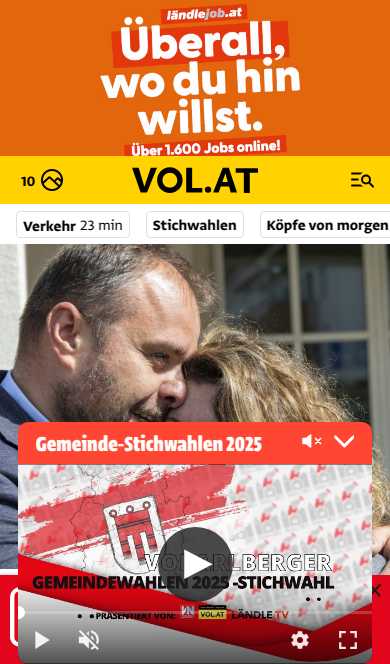 ländlejob.at
Überall,
wo du hin
willst.
Über 1.600 Jobs online!
10
VOL.AT
Verkehr 23 min
Stichwahlen
Köpfe von morgen
Gemeinde-Stichwahlen 2025
GEMEINDEWAHLEN 2025 -STICHWAHL
PRÄSENTIERT VON:
VN
VOL.AT
LÄNDLE TV